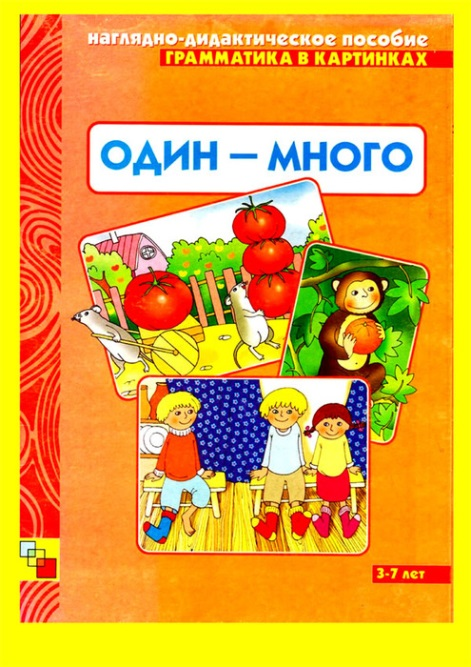 наглядно-дидактическое пособие
ГРАММАТИКА В КАРТИНКАХ
ОДИН – МНОГО
3-7 лет